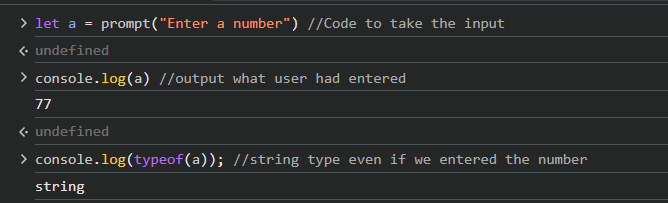 > let a = prompt("Enter a number") //Code to take the input
undefined
> console.log(a) //output what user had entered
77
undefined
> console.log(typeof(a)); //string type even if we entered the number
string